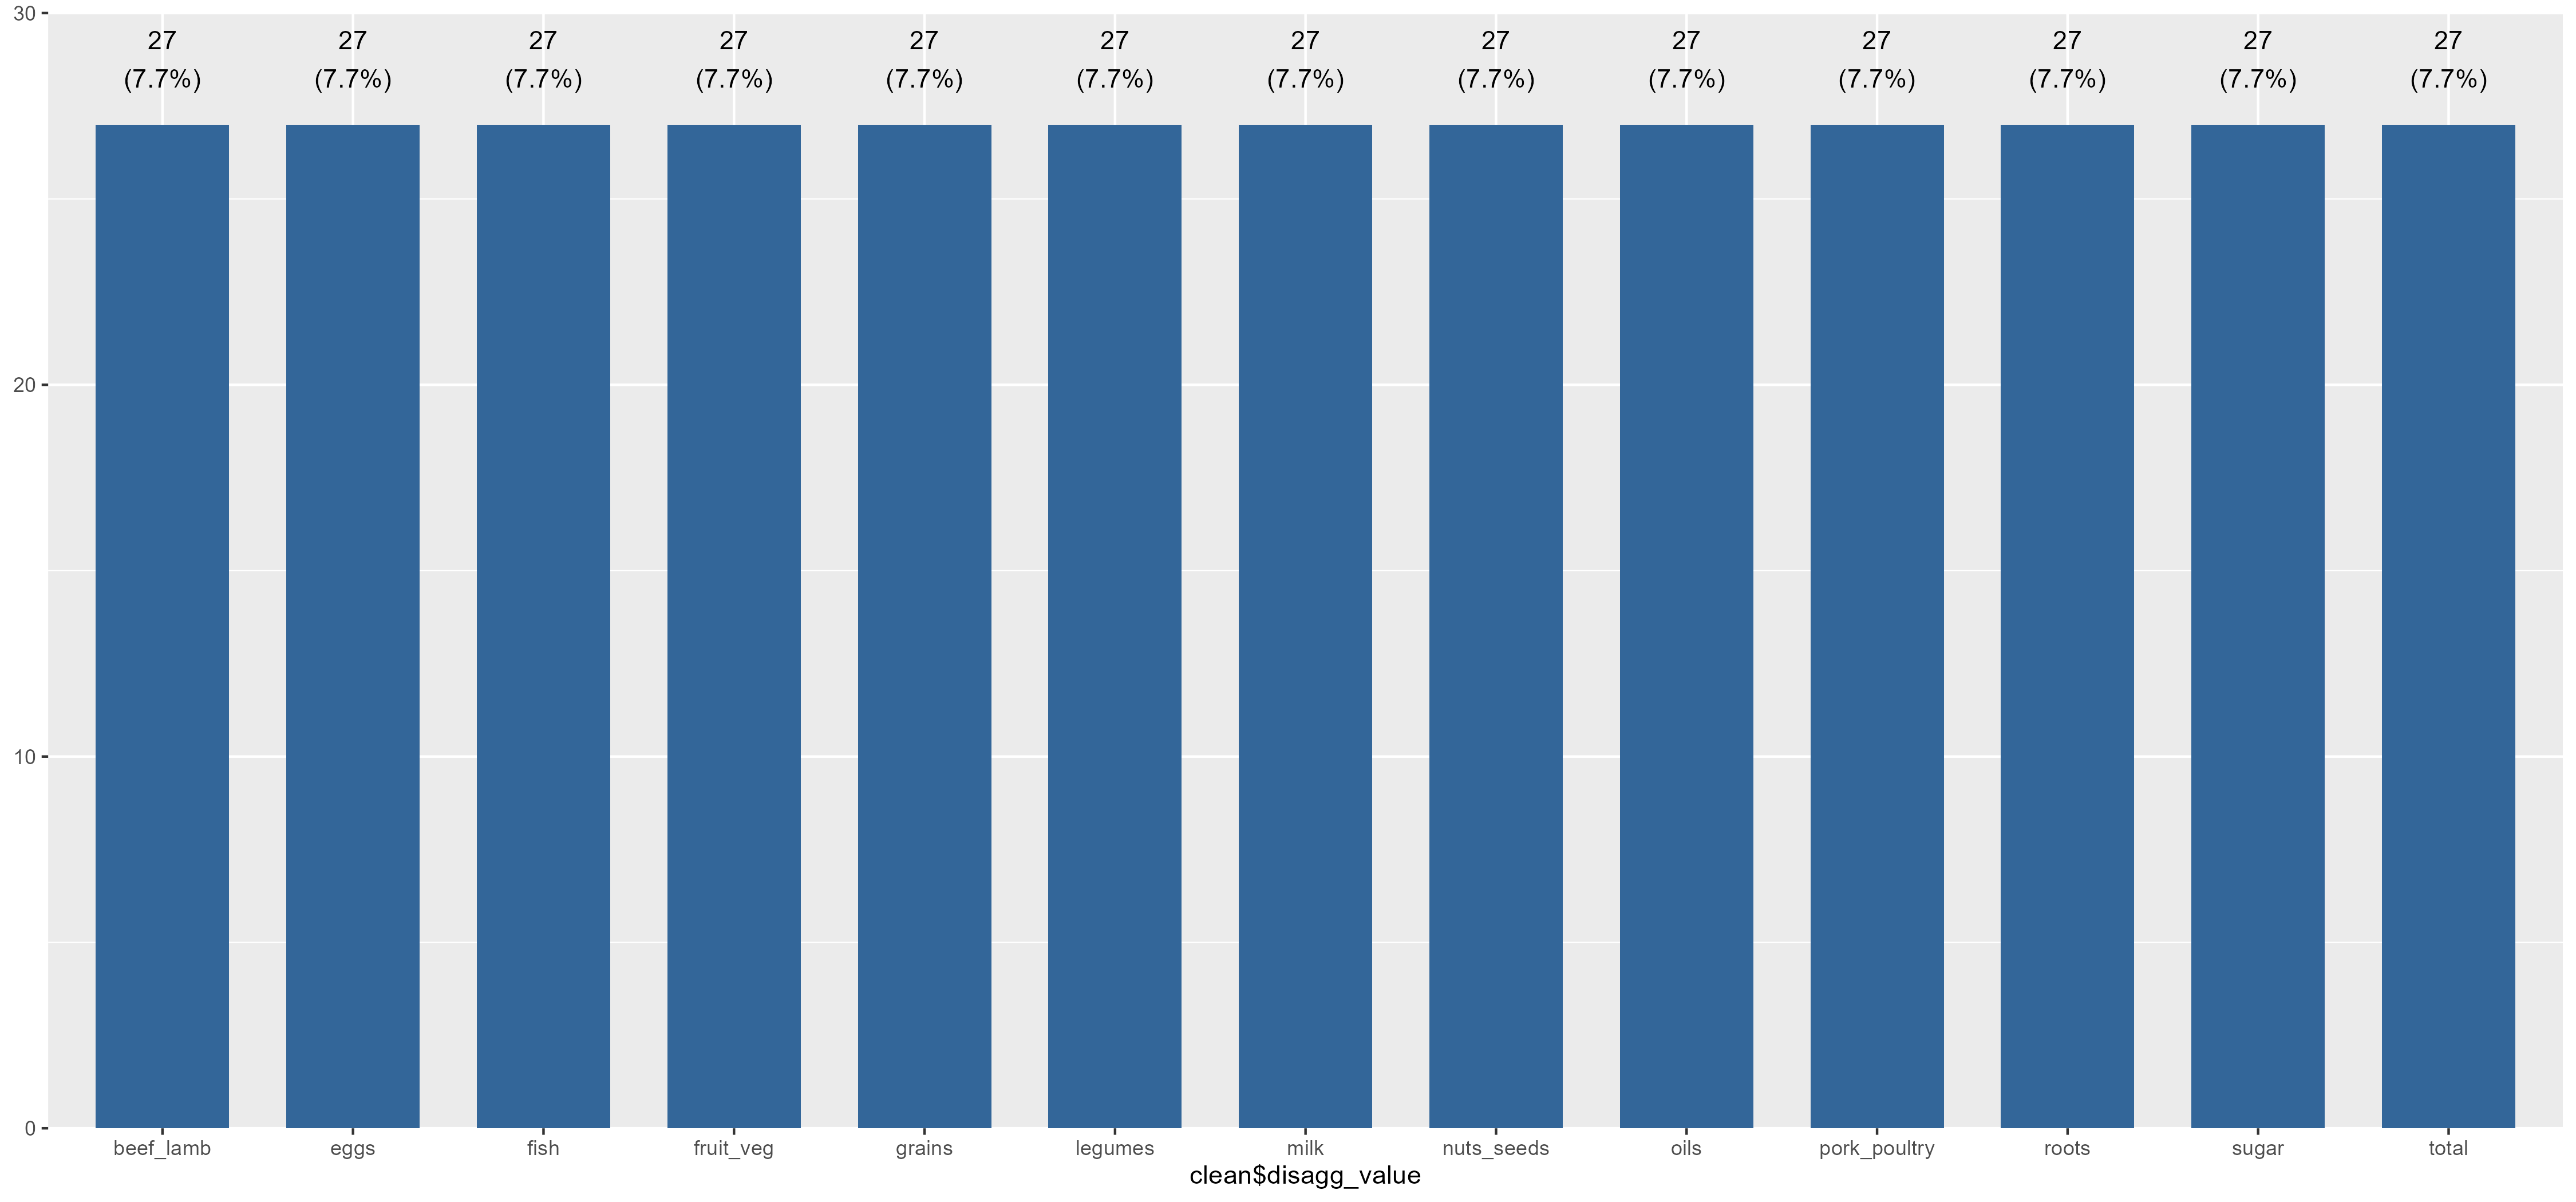 30
27 27 27 27 27 27 27 27 27 27 27 27 27
(7.7%) (7.7%) (7.7%) (7.7%) (7.7%) (7.7%) (7.7%) (7.7%) (7.7%) (7.7%) (7.7%) (7.7%) (7.7%)
20
10
0
beef_lamb eggs fish fruit_veg grains legumes milk nuts_seeds oils pork_poultry roots sugar total
clean$disagg_value